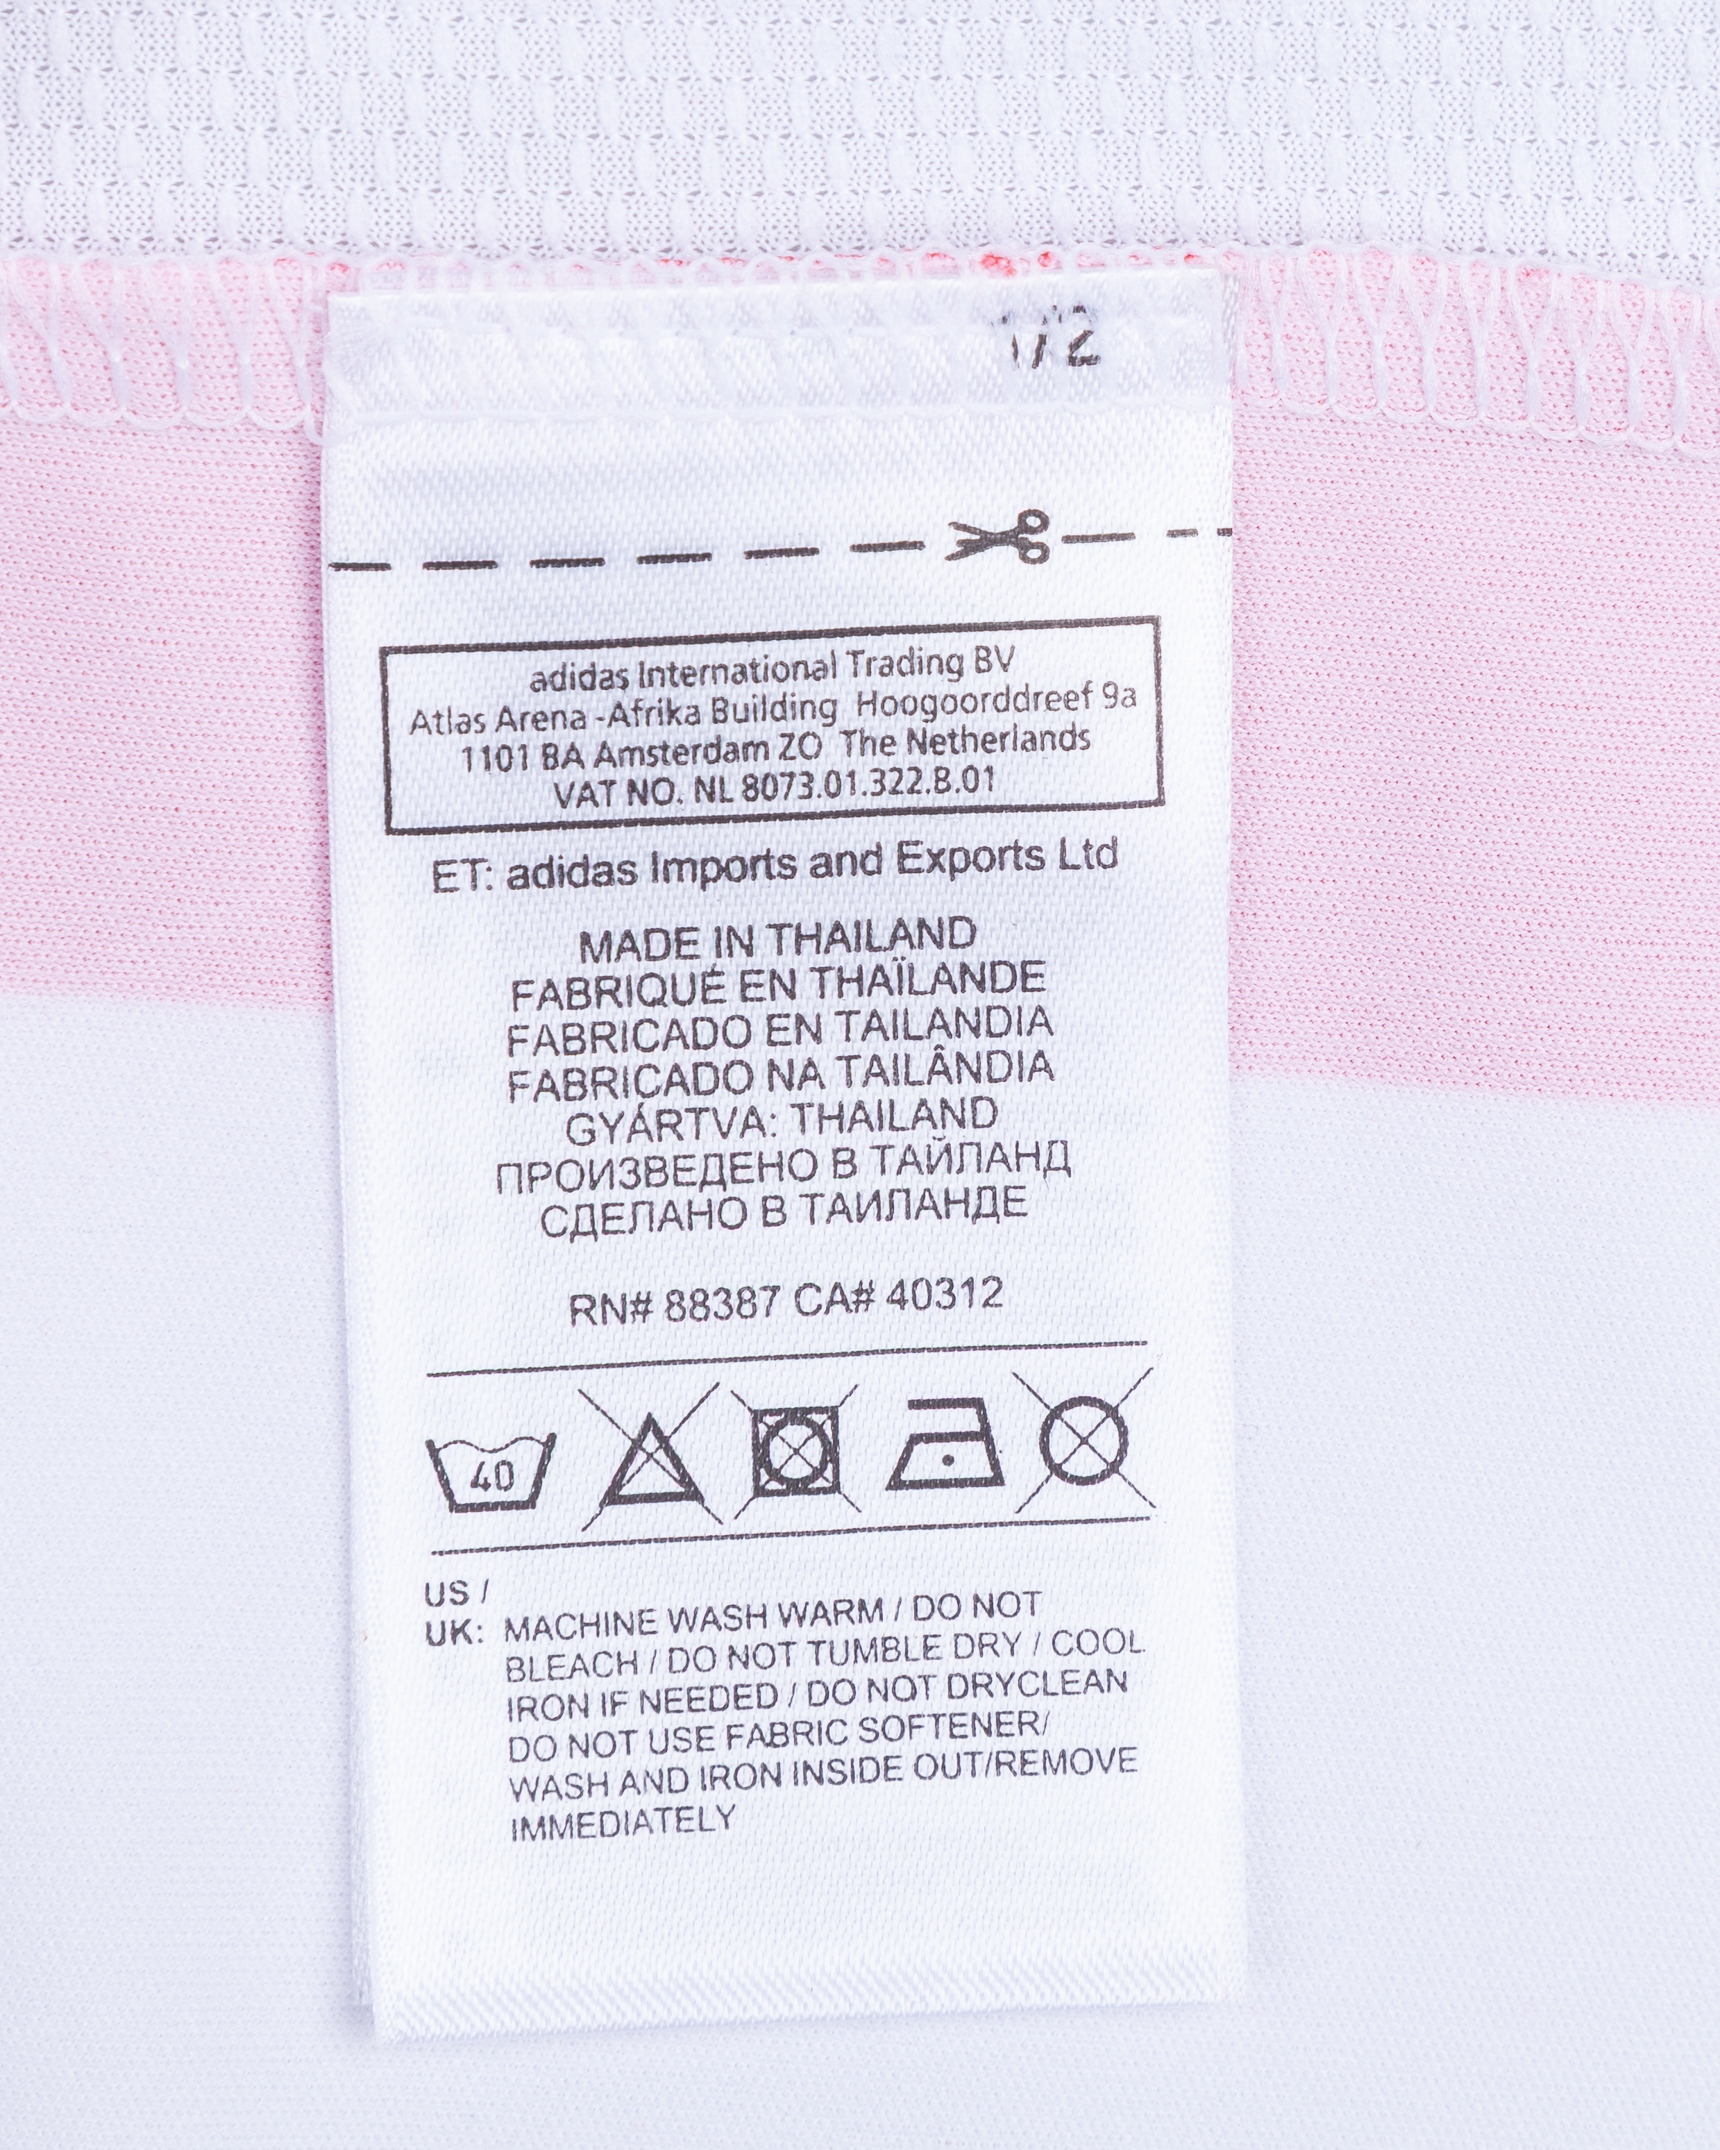 1/2
adidas International Trading BV
Atlas Arena -Afrika Building Hoogoorddreef 9a
1101 BA Amsterdam ZO The Netherlands
VAT NO. NL 8073.01.322.B.01
ET: adidas Imports and Exports Ltd
MADE IN THAILAND
FABRIQUÉ EN THAÏLANDE
FABRICADO EN TAILANDIA
FABRICADO NA TAILÂNDIA
GYÁRTVA: THAILAND
ПРОИЗВЕДЕНО В ТАЙЛАНД
СДЕЛАНО В ТАИЛАНДЕ
RN# 88387 CA# 40312
40
US /
UK: MACHINE WASH WARM / DO NOT
BLEACH / DO NOT TUMBLE DRY / COOL
IRON IF NEEDED / DO NOT DRYCLEAN
DO NOT USE FABRIC SOFTENER/
WASH AND IRON INSIDE OUT/REMOVE
IMMEDIATELY